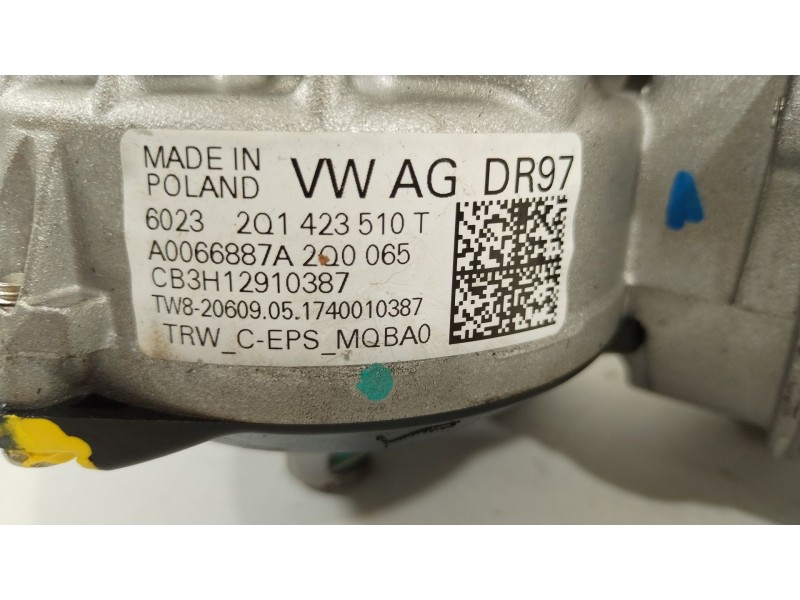 MADE IN POLAND VW AG DR97
6023 2Q1 423 510 T
A0066887A 2Q0 065
CB3H12910387
TW8-20609.05.1740010387
TRW_C-EPS_MQBA0